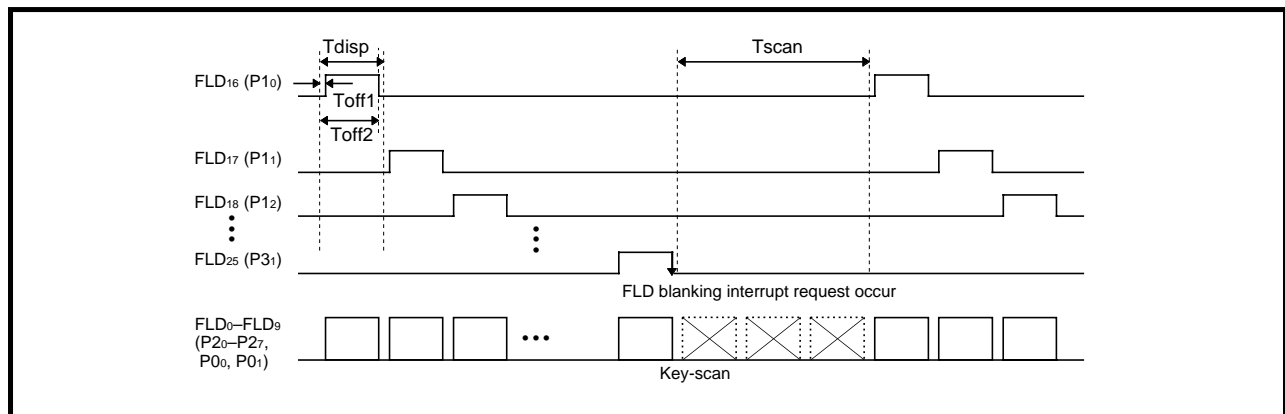 Tdisp
Tscan
FLD16 (P10)
Toff1
Toff2
FLD17 (P11)
FLD18 (P12)
FLD25 (P31)
FLD blanking interrupt request occur
FLD0–FLD9
(P20–P27,
P00, P01)
Key-scan